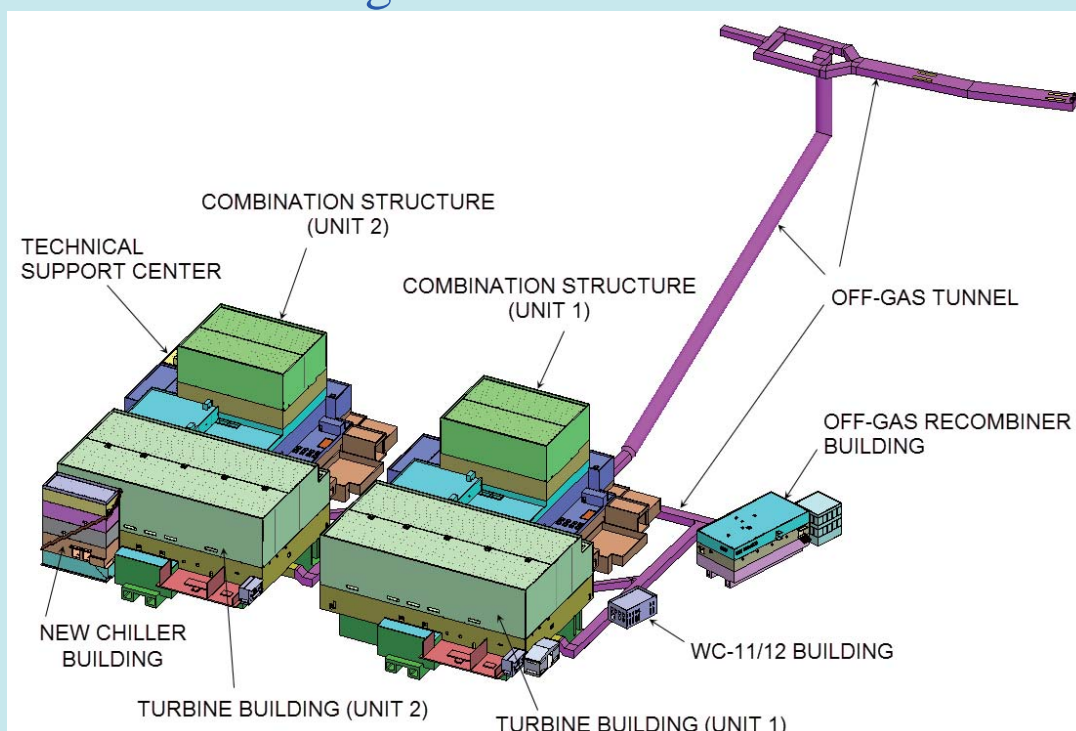 COMBINATION STRUCTURE
(UNIT 2)
TECHNICAL
SUPPORT CENTER
COMBINATION STRUCTURE
(UNIT 1)
OFF-GAS TUNNEL
OFF-GAS RECOMBINER
BUILDING
NEW CHILLER
BUILDING
WC-11/12 BUILDING
TURBINE BUILDING (UNIT 2)
TURBINE BUILDING (UNIT 1)